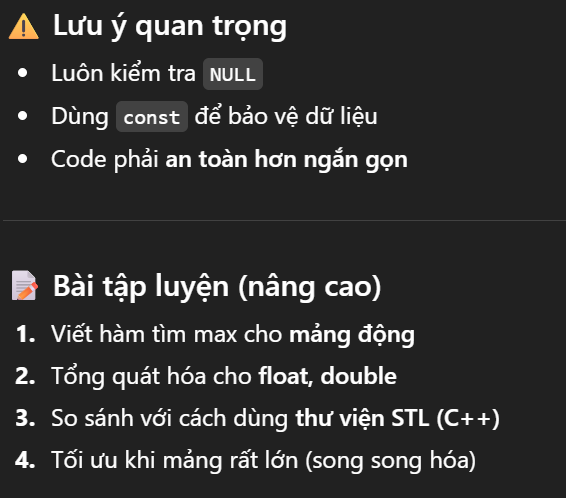 ⚠️ Lưu ý quan trọng
• Luôn kiểm tra NULL
• Dùng const để bảo vệ dữ liệu
• Code phải an toàn hơn ngắn gọn
📝 Bài tập luyện (nâng cao)
1. Viết hàm tìm max cho mảng động
2. Tổng quát hóa cho float, double
3. So sánh với cách dùng thư viện STL (C++)
4. Tối ưu khi mảng rất lớn (song song hóa)